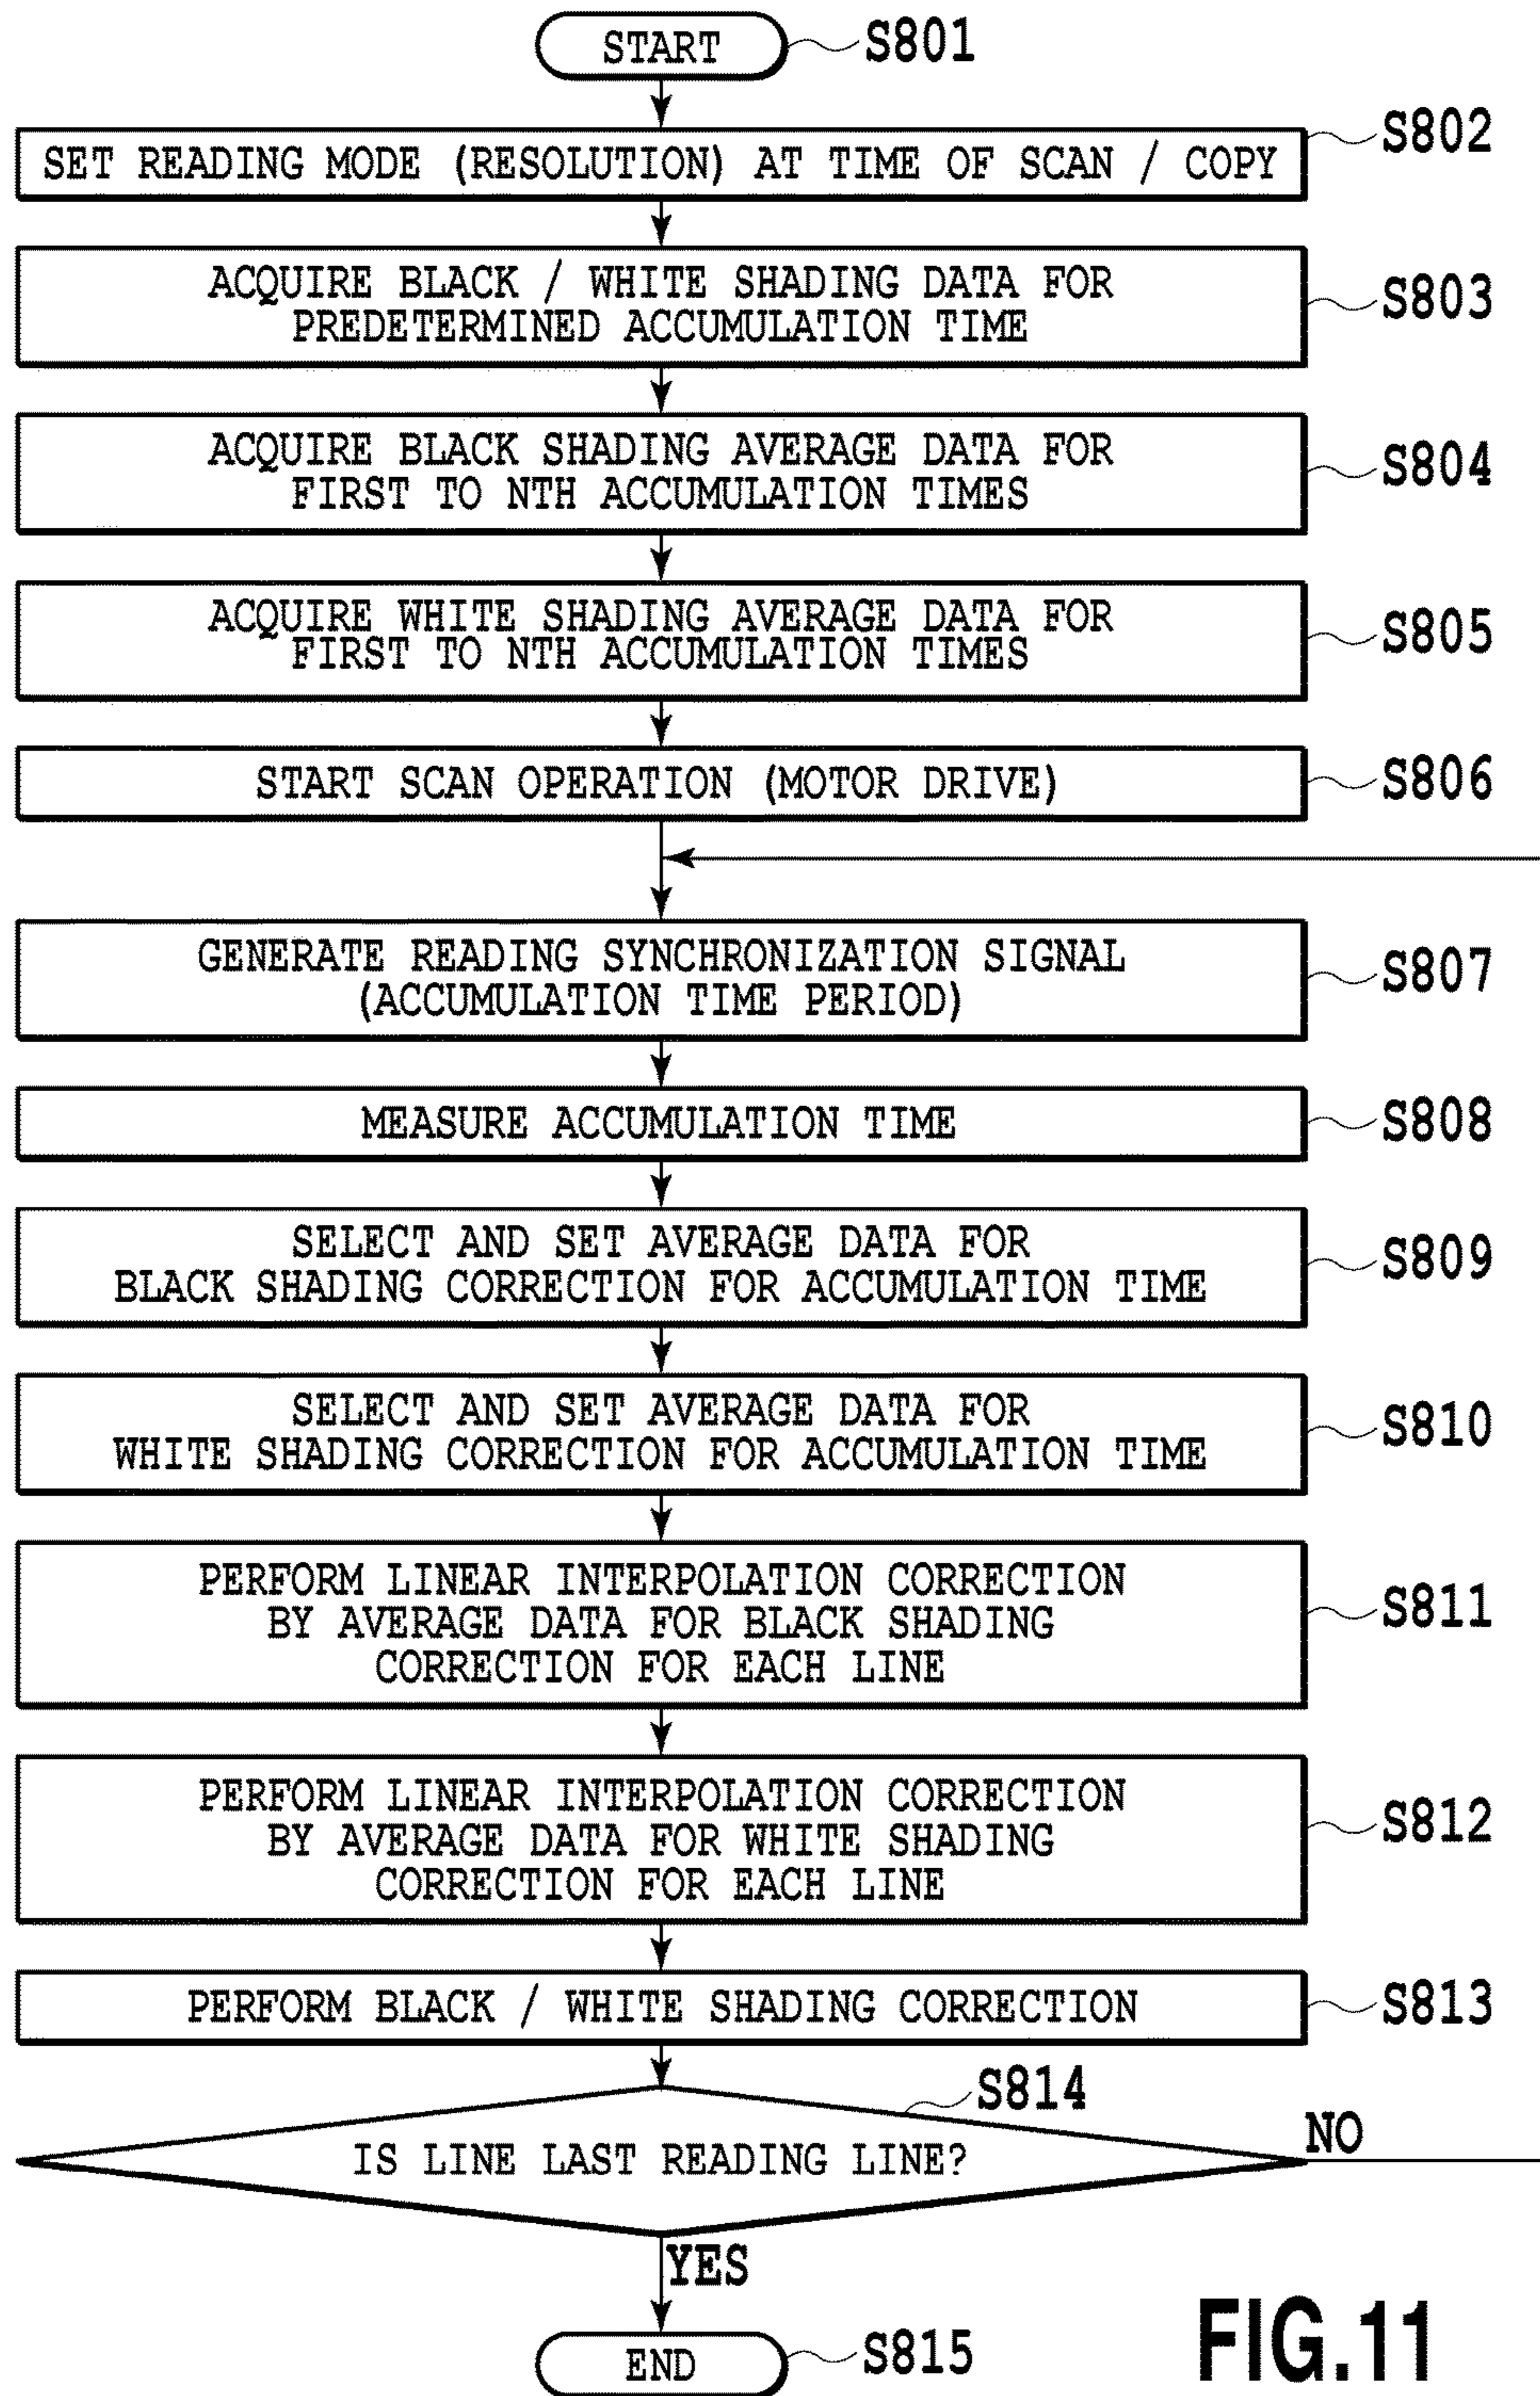 START
S801
S802
SET READING MODE (RESOLUTION) AT TIME OF SCAN / COPY
ACQUIRE BLACK / WHITE SHADING DATA FOR
PREDETERMINED ACCUMULATION TIME
S803
ACQUIRE BLACK SHADING AVERAGE DATA FOR
FIRST TO NTH ACCUMULATION TIMES
S804
ACQUIRE WHITE SHADING AVERAGE DATA FOR
FIRST TO NTH ACCUMULATION TIMES
S805
START SCAN OPERATION (MOTOR DRIVE)
S806
GENERATE READING SYNCHRONIZATION SIGNAL
(ACCUMULATION TIME PERIOD)
S807
MEASURE ACCUMULATION TIME
S808
SELECT AND SET AVERAGE DATA FOR
BLACK SHADING CORRECTION FOR ACCUMULATION TIME
S809
SELECT AND SET AVERAGE DATA FOR
WHITE SHADING CORRECTION FOR ACCUMULATION TIME
S810
PERFORM LINEAR INTERPOLATION CORRECTION
BY AVERAGE DATA FOR BLACK SHADING
CORRECTION FOR EACH LINE
S811
PERFORM LINEAR INTERPOLATION CORRECTION
BY AVERAGE DATA FOR WHITE SHADING
CORRECTION FOR EACH LINE
S812
PERFORM BLACK / WHITE SHADING CORRECTION
S813
S814
IS LINE LAST READING LINE?
NO
YES
END
S815
FIG.11